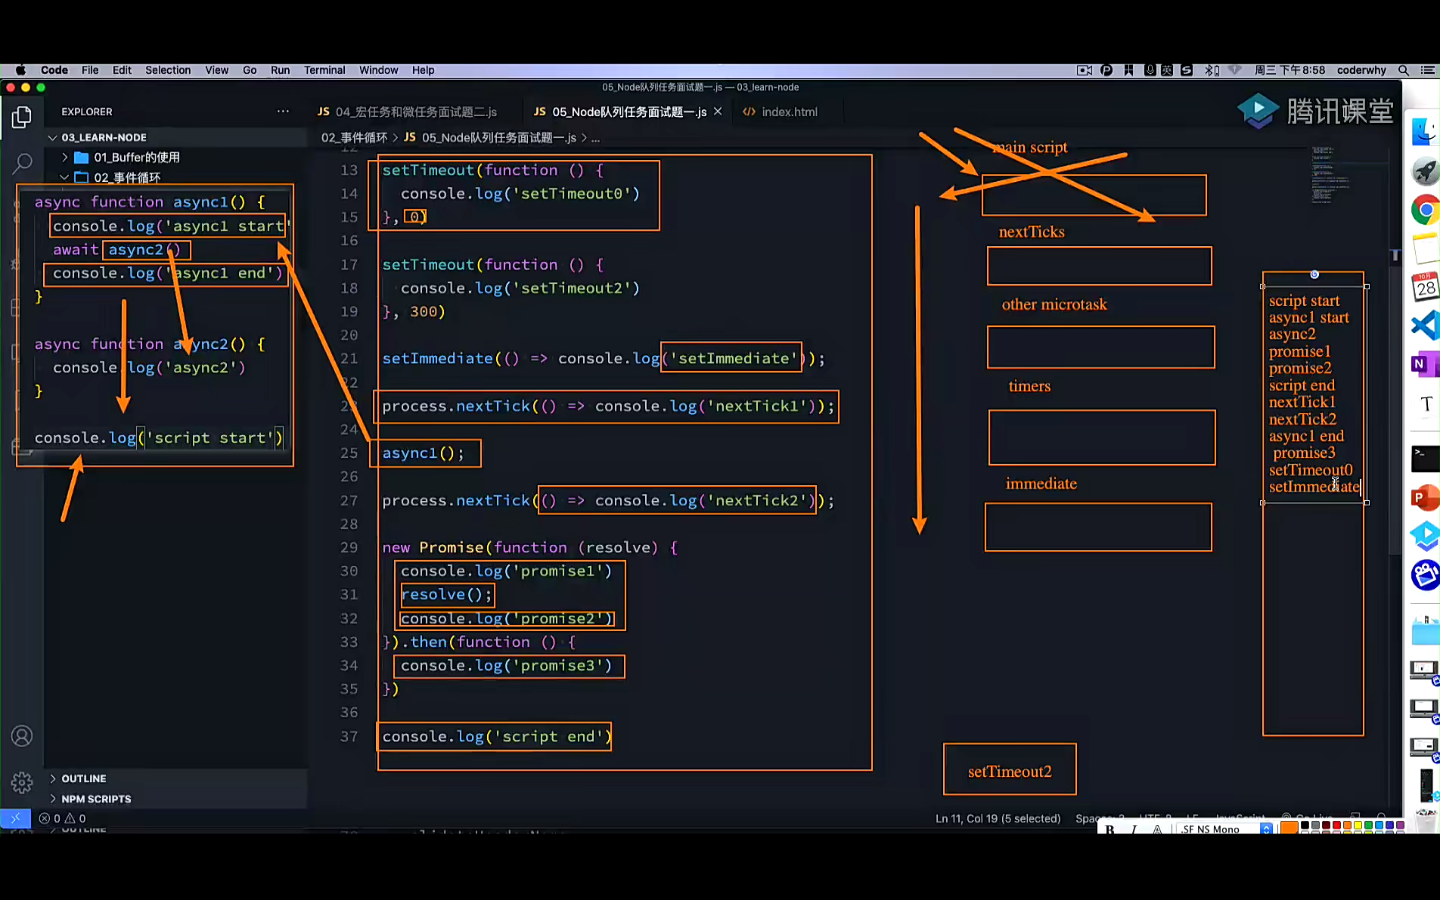 Code File Edit Selection View Go Run Terminal Window Help
周三 下午8:58 coderwhy
05_Node队列任务面试题一.js — 03_learn-node
腾讯课堂
EXPLORER
JS 04_宏任务和微任务面试题二.js
JS 05_Node队列任务面试题一.js
index.html
03_LEARN-NODE
01_Buffer的使用
02_事件循环
02_事件循环 > JS 05_Node队列任务面试题一.js > ...
async function async1() {
console.log('async1 start'
await async2()
console.log('async1 end')
}
async function async2() {
console.log('async2')
}
console.log('script start')
13 setTimeout(function () {
14 console.log('setTimeout0')
15 }, 0)
16
17 setTimeout(function () {
18 console.log('setTimeout2')
19 }, 300)
20
21 setImmediate(() => console.log('setImmediate'));
22
23 process.nextTick(() => console.log('nextTick1'));
24
25 async1();
26
27 process.nextTick(() => console.log('nextTick2'));
28
29 new Promise(function (resolve) {
30 console.log('promise1')
31 resolve();
32 console.log('promise2')
33 }).then(function () {
34 console.log('promise3')
35 })
36
37 console.log('script end')
main script
nextTicks
other microtask
timers
immediate
setTimeout2
script start
async1 start
async2
promise1
promise2
script end
nextTick1
nextTick2
async1 end
promise3
setTimeout0
setImmediate
OUTLINE
NPM SCRIPTS
0 0
Ln 11, Col 19 (5 selected)
.SF NS Mono
10月
28